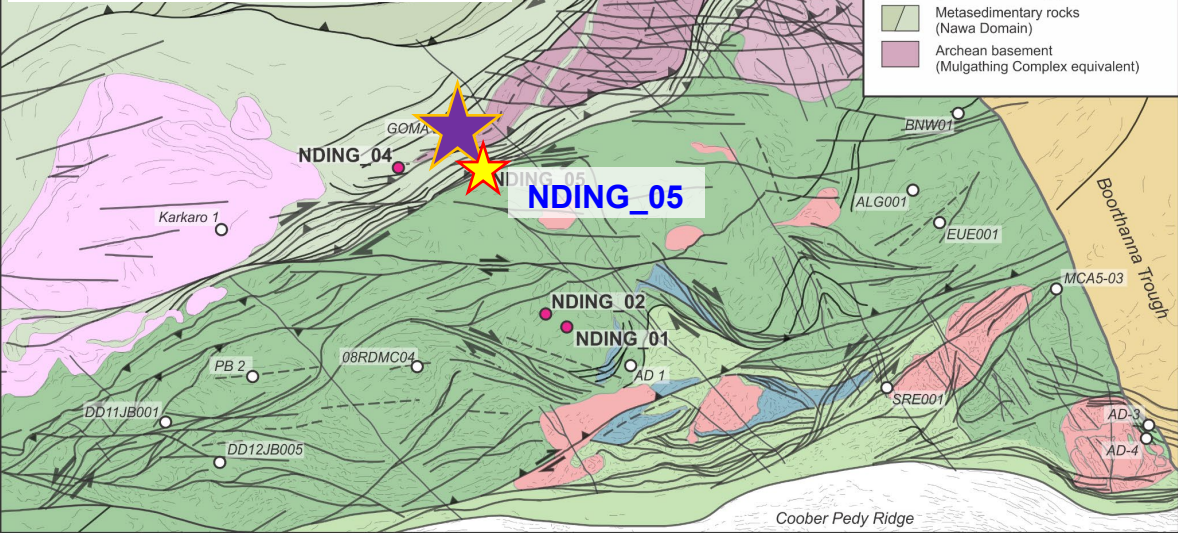 Metasedimentary rocks
(Nawa Domain)
Archean basement
(Mulgathing Complex equivalent)
GOMA
BNW01
NDING_04
NDING_05
NDING_05
ALG001
Karkaro 1
EUE001
Boorthanna Trough
MCA5-03
NDING_02
NDING_01
08RDMC04
PB 2
AD 1
SRE001
DD11JB001
AD-3
DD12JB005
AD-4
Coober Pedy Ridge